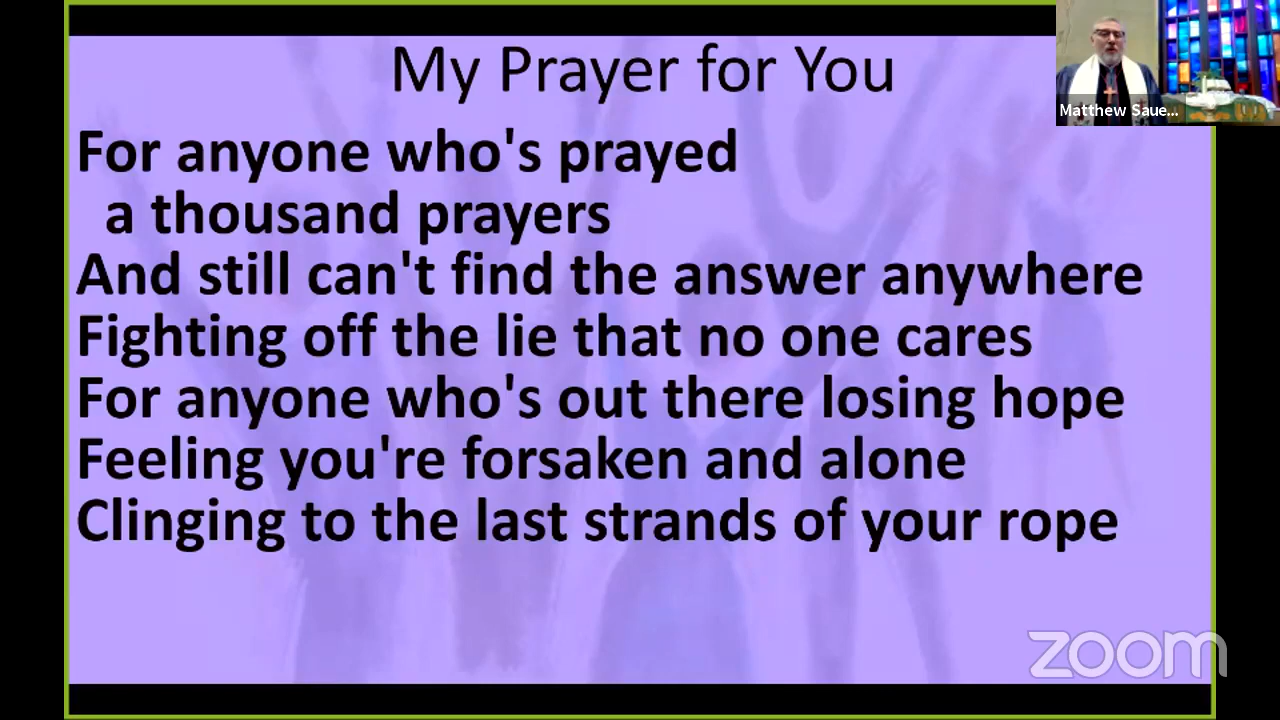 My Prayer for You
Matthew Saue...
For anyone who's prayed
a thousand prayers
And still can't find the answer anywhere
Fighting off the lie that no one cares
For anyone who's out there losing hope
Feeling you're forsaken and alone
Clinging to the last strands of your rope
zoom